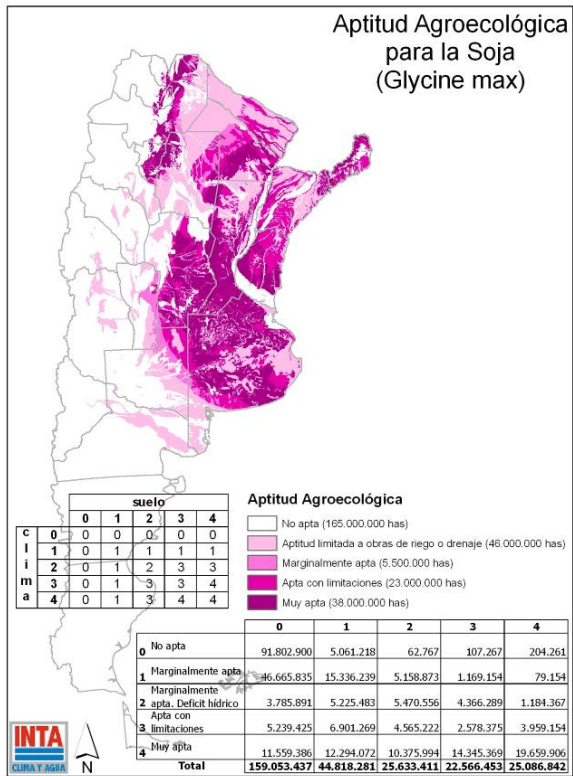 Aptitud Agroecológica
para la Soja
(Glycine max)
suelo
0 1 2 3 4
clima
0 0 0 0 0 0
1 0 1 1 1 1
2 0 1 2 3 3
3 0 1 3 3 4
4 0 1 3 4 4
Aptitud Agroecológica
No apta (165.000.000 has)
Aptitud limitada a obras de riego o drenaje (46.000.000 has)
Marginalmente apta (5.500.000 has)
Apta con limitaciones (23.000.000 has)
Muy apta (38.000.000 has)
0 1 2 3 4
0 No apta 91.802.900 5.061.218 62.767 107.267 204.261
1 Marginalmente apta 46.665.835 15.336.239 5.158.873 1.169.154 79.154
2 Marginalmente
apta. Deficit hídrico 3.785.891 5.225.483 5.470.556 4.366.289 1.184.367
3 Apta con
limitaciones 5.239.425 6.901.269 4.565.222 2.578.375 3.959.154
4 Muy apta 11.559.386 12.294.072 10.375.994 14.345.369 19.659.906
Total 159.053.437 44.818.281 25.633.411 22.566.453 25.086.842
INTA
CLIMA Y AGUA
N